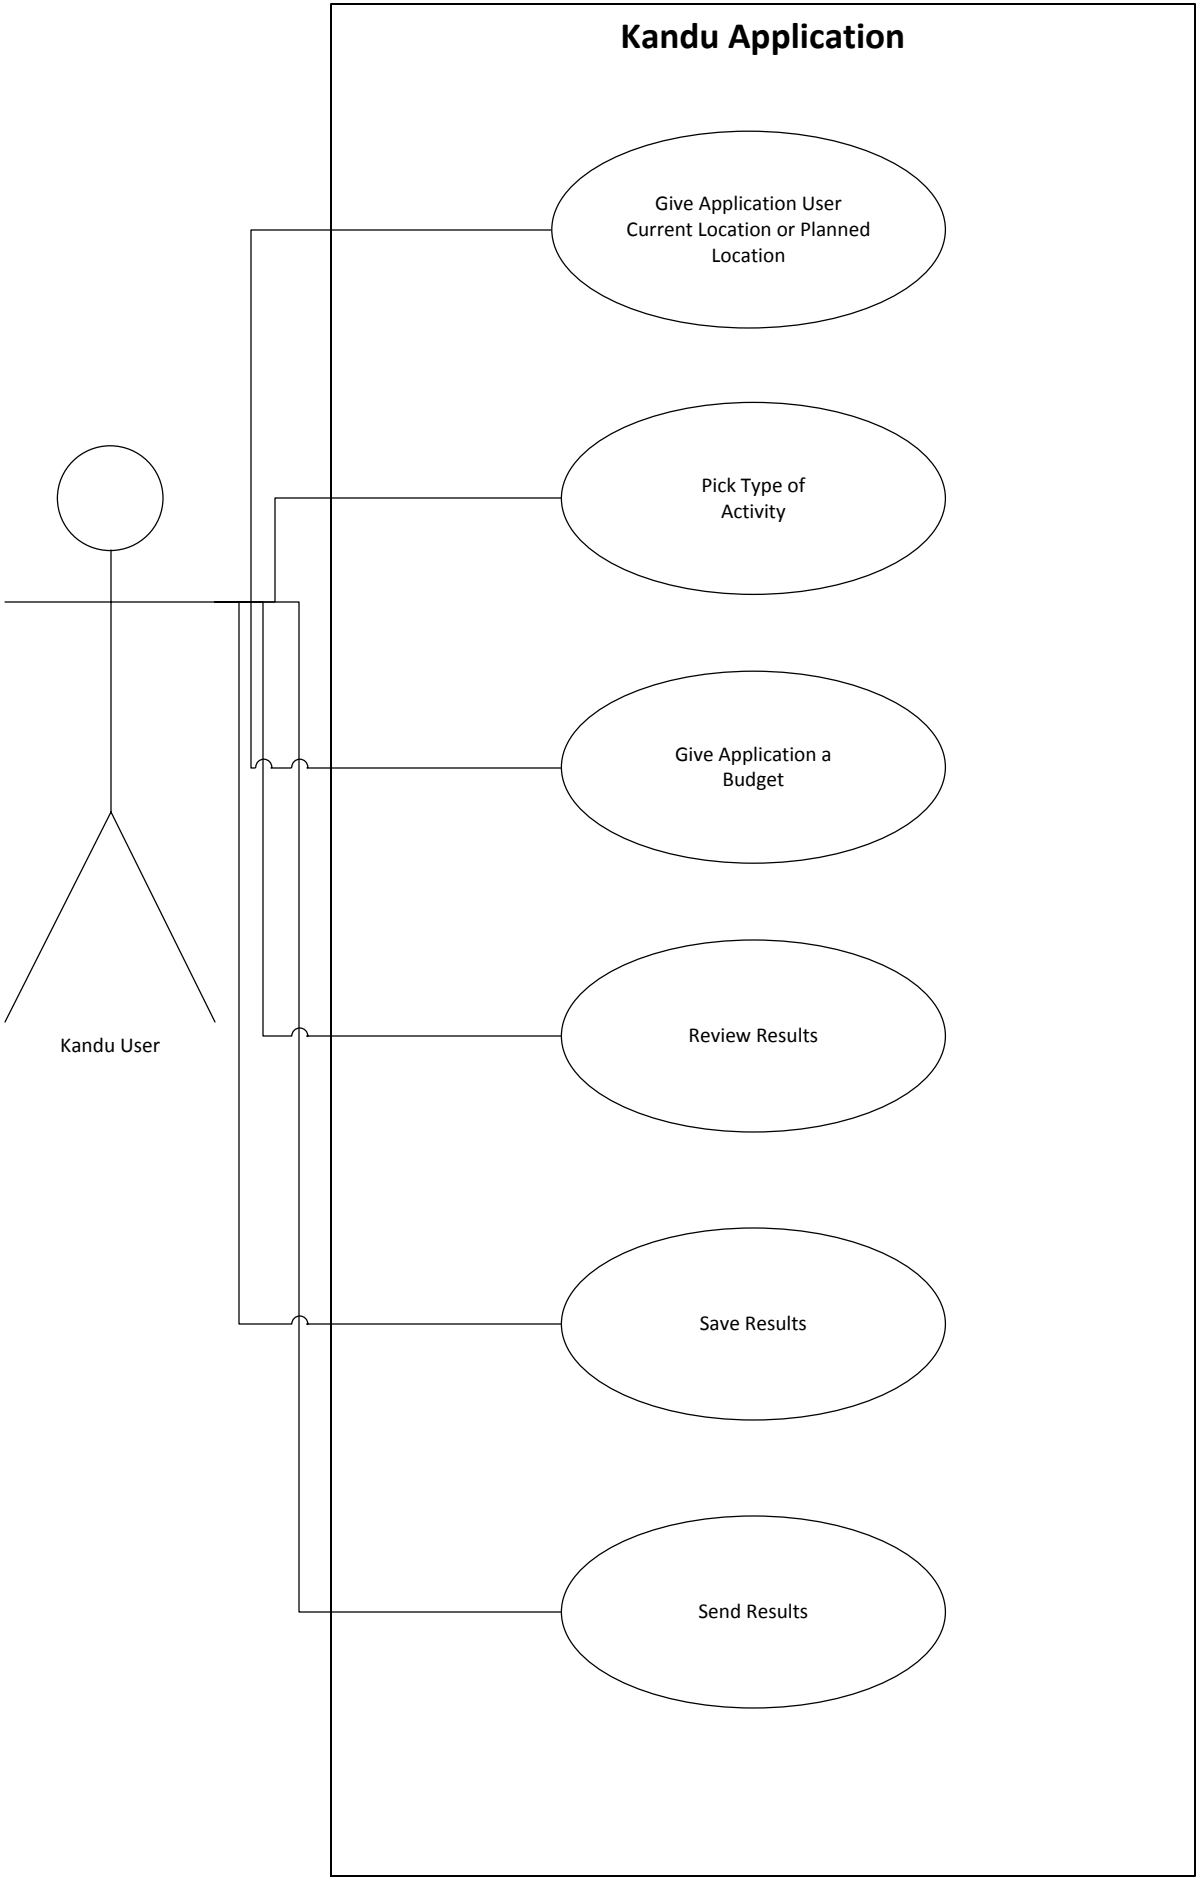 Kandu Application
Give Application User
Current Location or Planned
Location
Pick Type of
Activity
Give Application a
Budget
Review Results
Kandu User
Save Results
Send Results